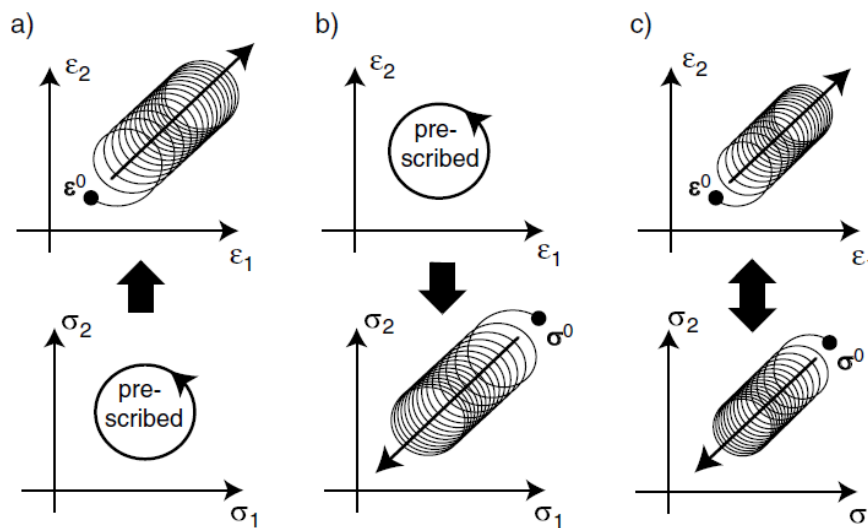 a)
ε₂
ε⁰
ε₁
σ₂
pre-
scribed
σ₁
b)
ε₂
pre-
scribed
ε₁
σ₂
σ⁰
σ₁
c)
ε₂
ε⁰
ε
σ₂
σ⁰
σ